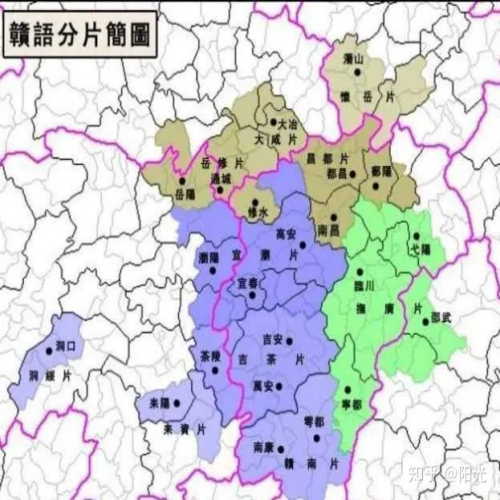 贛語分片簡圖
潛山
懷岳片
大冶
大咸片
岳修片
通城
岳陽
昌都片
都昌
鄱陽
修水
南昌
高安
瀏陽
宜瀏片
宜春
弋陽
臨川
撫廣片
邵武
吉安
吉茶片
茶陵
萬安
洞口
洞綏片
耒陽
耒資片
寧都
雩都
南康
贛南片
知乎 @阳光